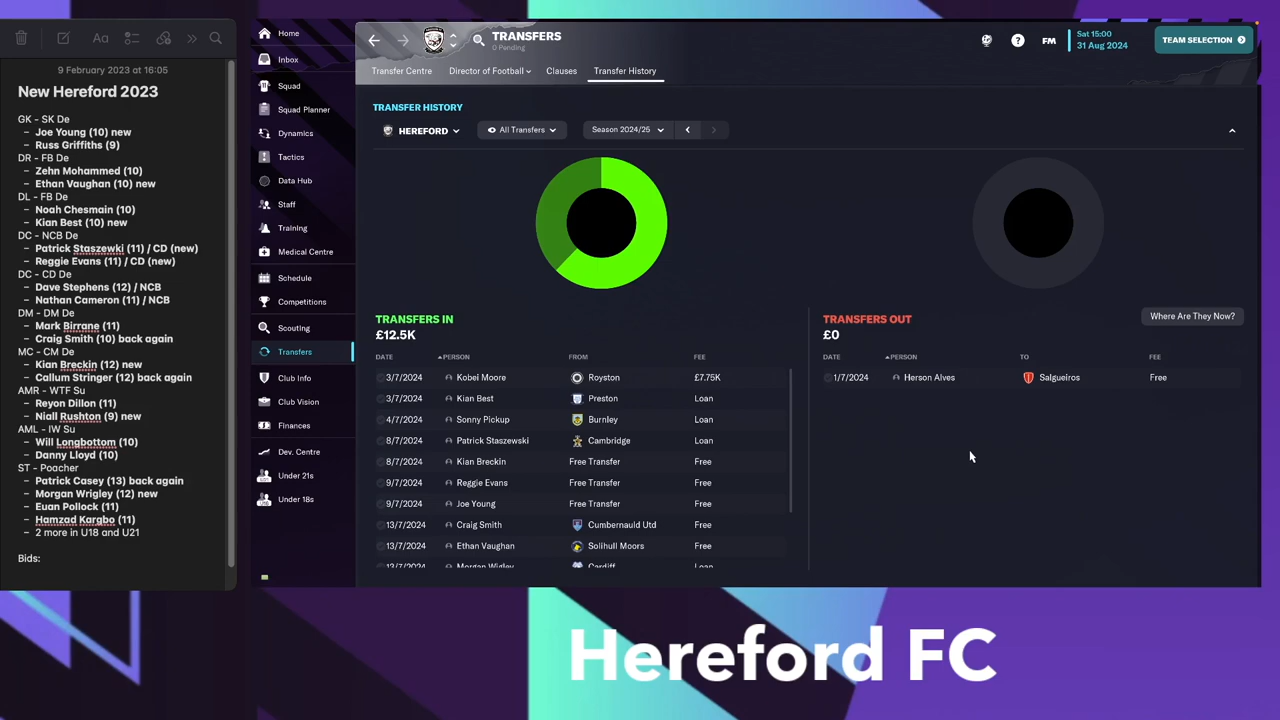 9 February 2023 at 16:05
New Hereford 2023
GK - SK De
– Joe Young (10) new
– Russ Griffiths (9)
DR - FB De
– Zehn Mohammed (10)
– Ethan Vaughan (10) new
DL - FB De
– Noah Chesmain (10)
– Kian Best (10) new
DC - NCB De
– Patrick Staszewki (11) / CD (new)
– Reggie Evans (11) / CD (new)
DC - CD De
– Dave Stephens (12) / NCB
– Nathan Cameron (11) / NCB
DM - DM De
– Mark Birrane (11)
– Craig Smith (10) back again
MC - CM De
– Kian Breckin (12) new
– Callum Stringer (12) back again
AMR - WTF Su
– Reyon Dillon (11)
– Niall Rushton (9) new
AML - IW Su
– Will Longbottom (10)
– Danny Lloyd (10)
ST - Poacher
– Patrick Casey (13) back again
– Morgan Wrigley (12) new
– Euan Pollock (11)
– Hamzad Kargbo (11)
– 2 more in U18 and U21
Bids:
Home
Inbox
Squad
Squad Planner
Dynamics
Tactics
Data Hub
Staff
Training
Medical Centre
Schedule
Competitions
Scouting
Transfers
Club Info
Club Vision
Finances
Dev. Centre
Under 21s
Under 18s
TRANSFERS
0 Pending
FM
Sat 15:00
31 Aug 2024
TEAM SELECTION
Transfer Centre Director of Football Clauses Transfer History
TRANSFER HISTORY
HEREFORD All Transfers Season 2024/25
TRANSFERS IN
£12.5K
DATE PERSON FROM FEE
3/7/2024 Kobei Moore Royston £7.75K
3/7/2024 Kian Best Preston Loan
4/7/2024 Sonny Pickup Burnley Loan
8/7/2024 Patrick Staszewski Cambridge Loan
8/7/2024 Kian Breckin Free Transfer Free
9/7/2024 Reggie Evans Free Transfer Free
9/7/2024 Joe Young Free Transfer Free
13/7/2024 Craig Smith Cumbernauld Utd Free
13/7/2024 Ethan Vaughan Solihull Moors Free
13/7/2024 Morgan Wigley Cardiff Loan
TRANSFERS OUT
£0
Where Are They Now?
DATE PERSON TO FEE
1/7/2024 Herson Alves Salgueiros Free
Hereford FC